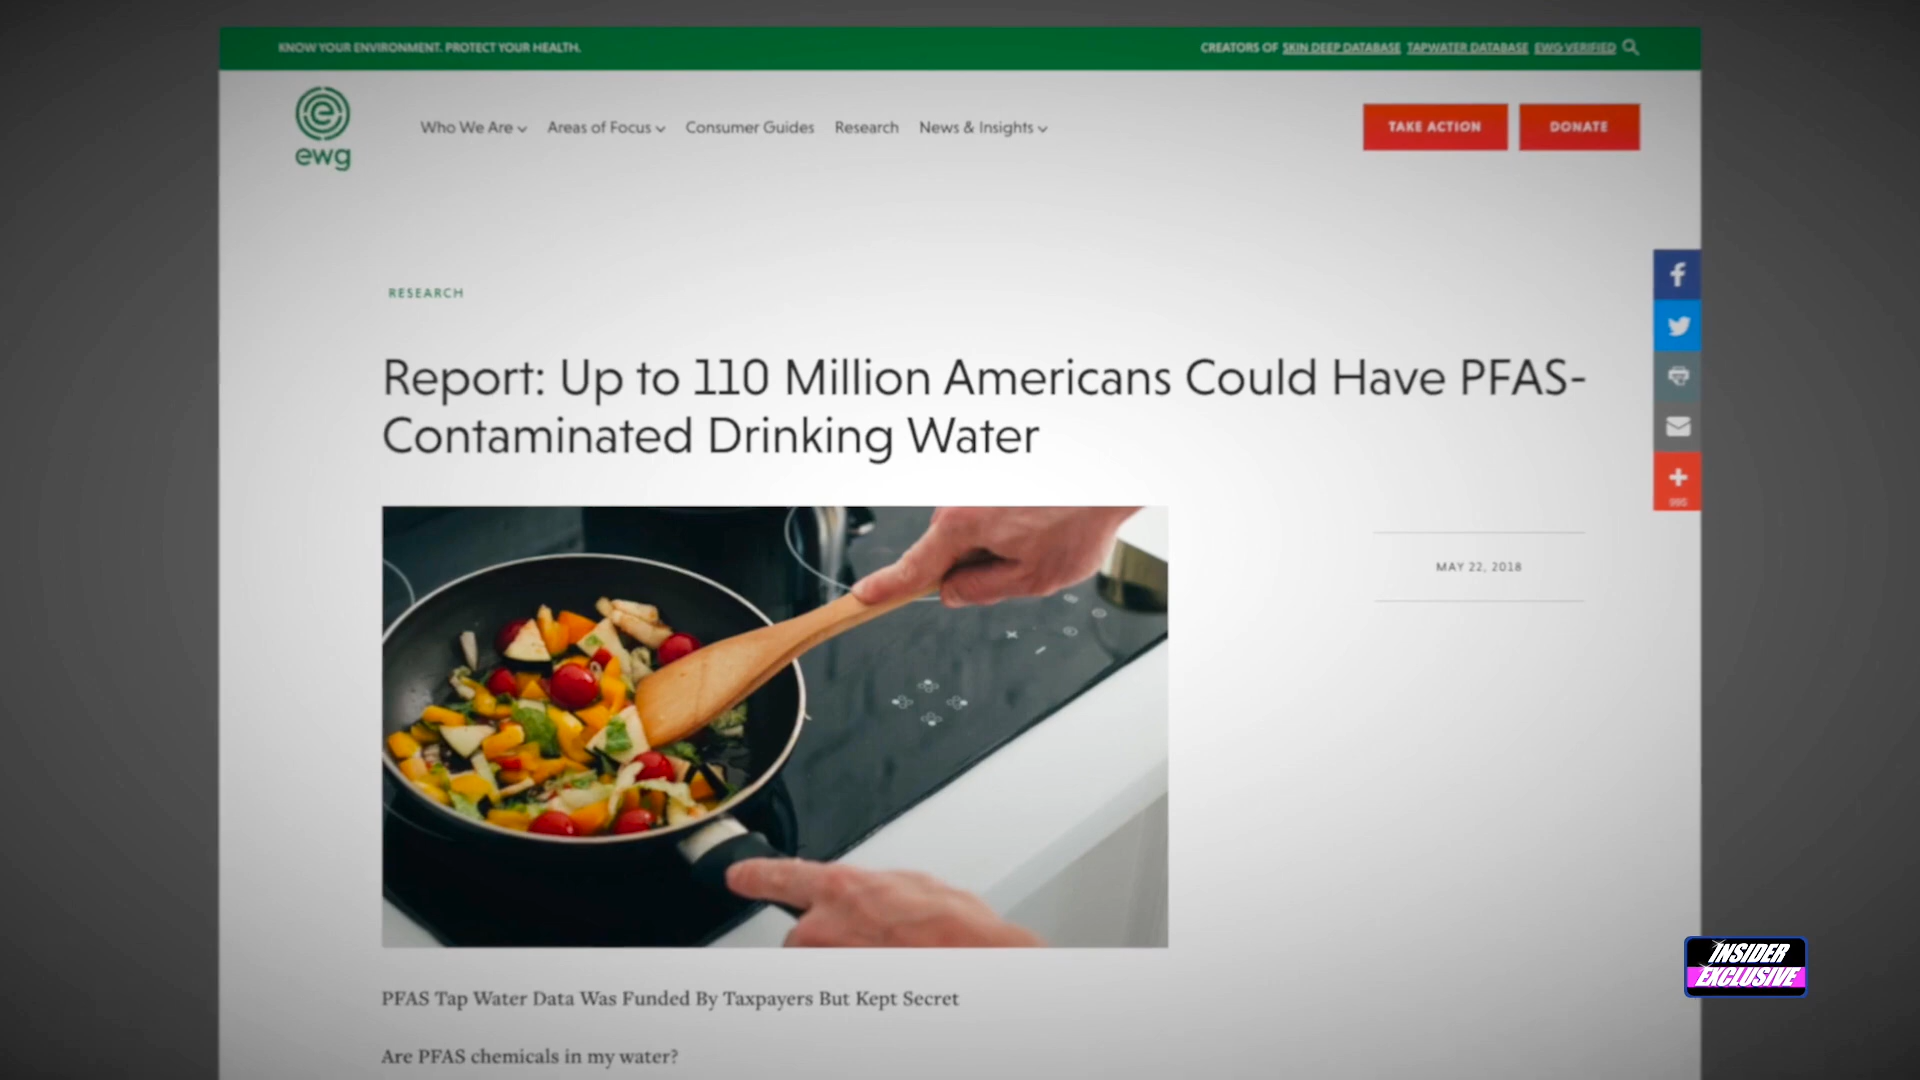 KNOW YOUR ENVIRONMENT. PROTECT YOUR HEALTH.
CREATORS OF SKIN DEEP DATABASE TAPWATER DATABASE EWG VERIFIED
ewg
Who We Are
Areas of Focus
Consumer Guides
Research
News & Insights
TAKE ACTION
DONATE
RESEARCH
Report: Up to 110 Million Americans Could Have PFAS-
Contaminated Drinking Water
995
MAY 22, 2018
PFAS Tap Water Data Was Funded By Taxpayers But Kept Secret
Are PFAS chemicals in my water?
INSIDER
EXCLUSIVE